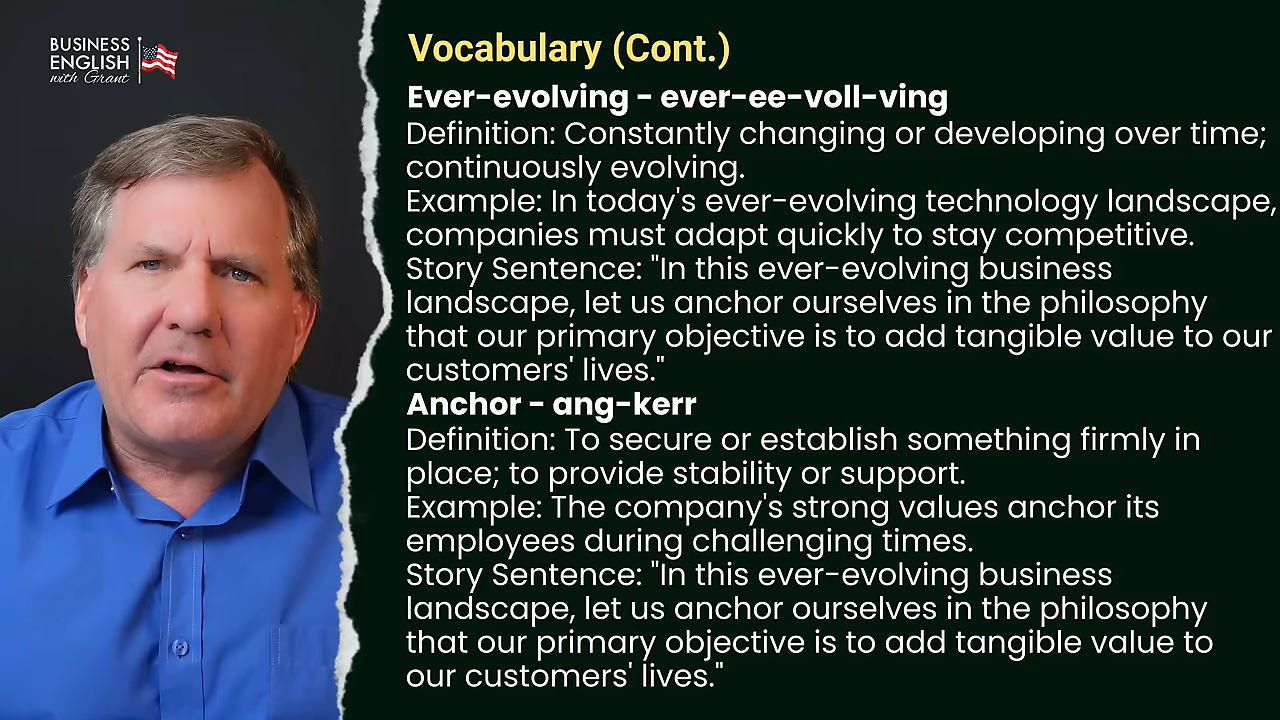 BUSINESS
ENGLISH
with Grant
Vocabulary (Cont.)
Ever-evolving - ever-ee-voll-ving
Definition: Constantly changing or developing over time;
continuously evolving.
Example: In today's ever-evolving technology landscape,
companies must adapt quickly to stay competitive.
Story Sentence: "In this ever-evolving business
landscape, let us anchor ourselves in the philosophy
that our primary objective is to add tangible value to our
customers' lives."
Anchor - ang-kerr
Definition: To secure or establish something firmly in
place; to provide stability or support.
Example: The company's strong values anchor its
employees during challenging times.
Story Sentence: "In this ever-evolving business
landscape, let us anchor ourselves in the philosophy
that our primary objective is to add tangible value to
our customers' lives."